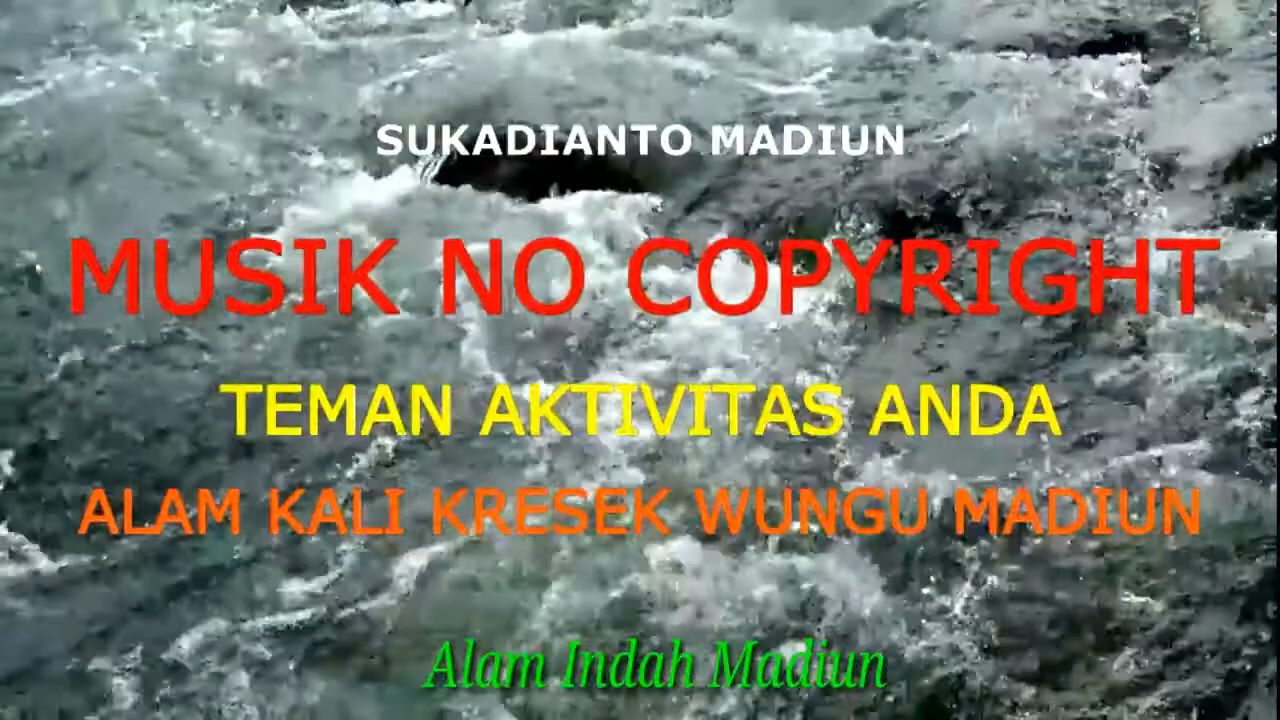 SUKADIANTO MADIUN
MUSIK NO COPYRIGHT
TEMAN AKTIVITAS ANDA
ALAM KALI KRESEK WUNGU MADIUN
Alam Indah Madiun